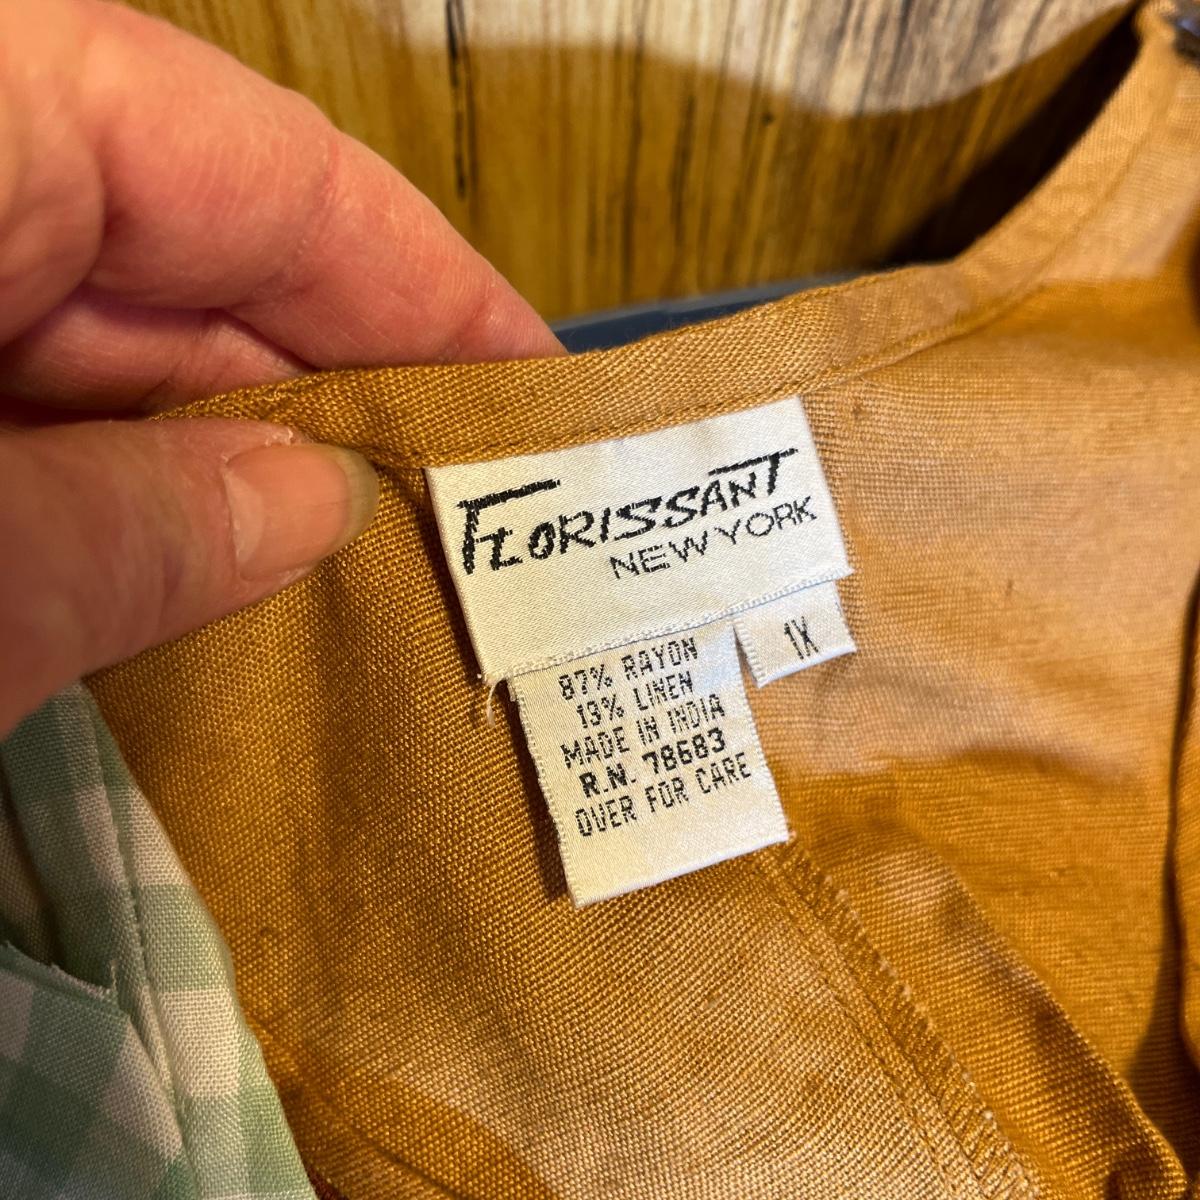 FLORISSANT
NEW YORK
1X
87% RAYON
13% LINEN
MADE IN INDIA
R.N. 78683
OVER FOR CARE